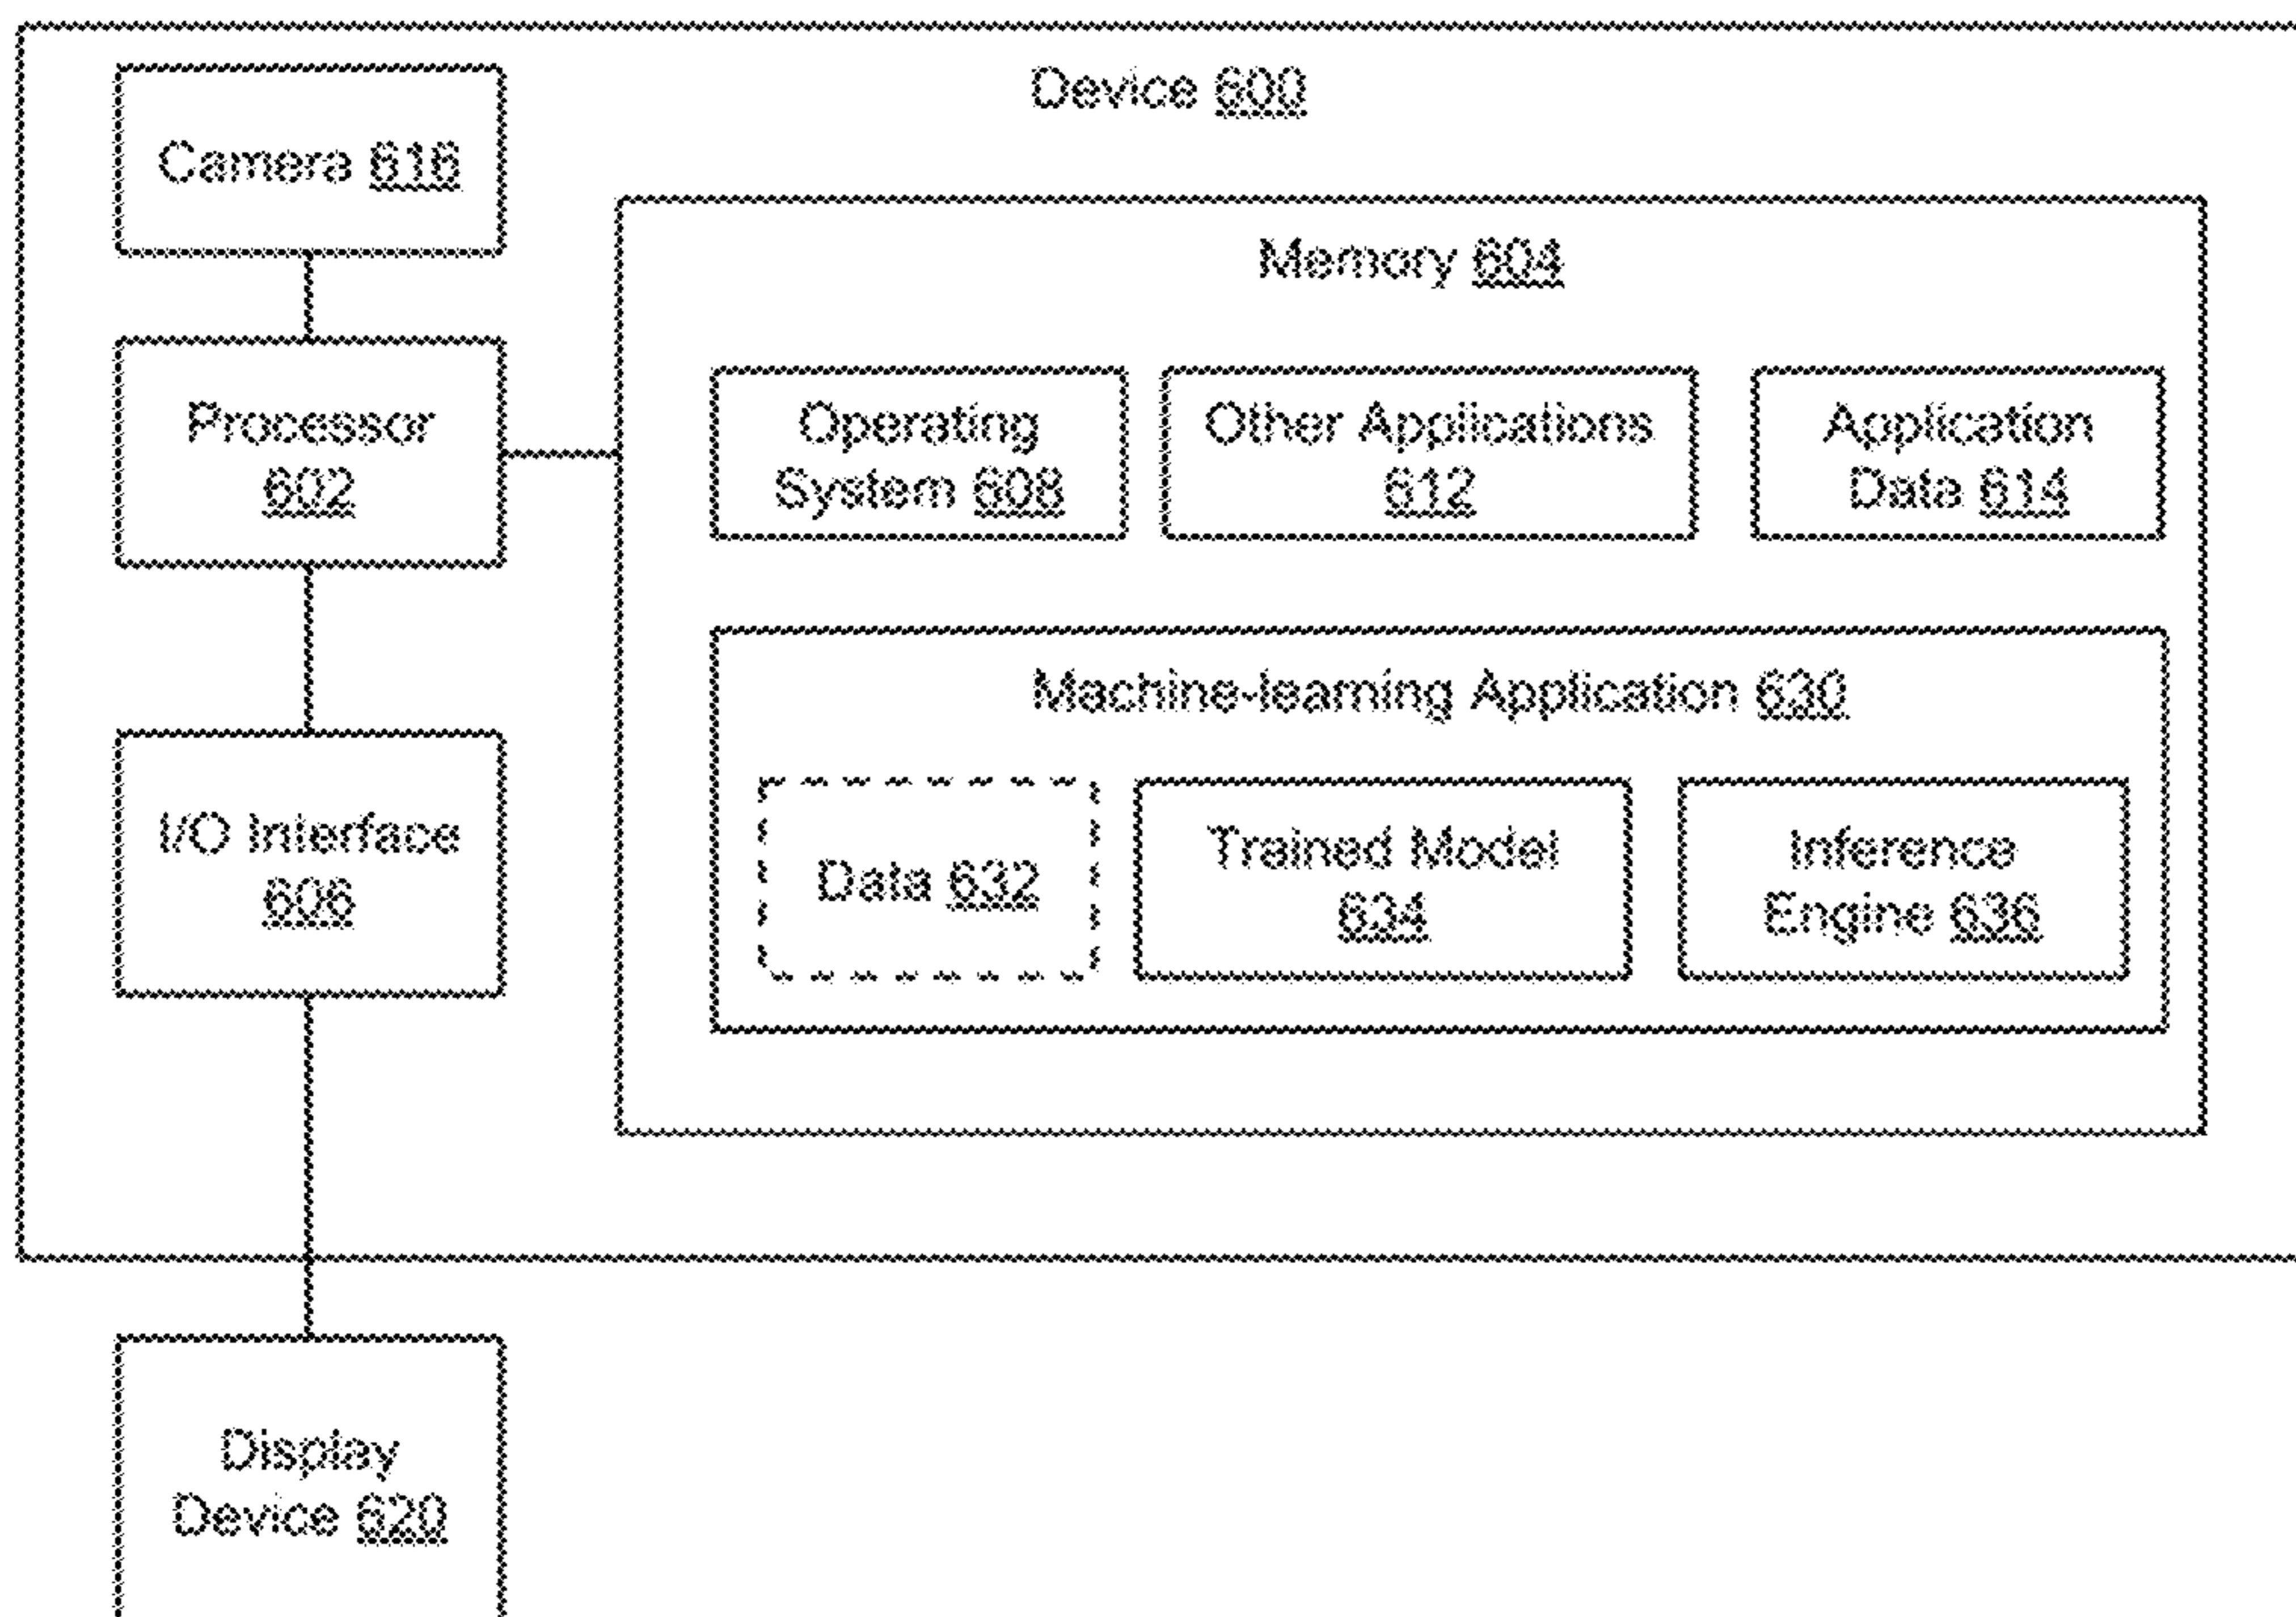 Device 600
Camera 616
Memory 604
Processor
602
Operating
System 608
Other Applications
612
Application
Data 614
Machine-learning Application 630
I/O Interface
606
Data 632
Trained Model
634
Inference
Engine 636
Display
Device 620